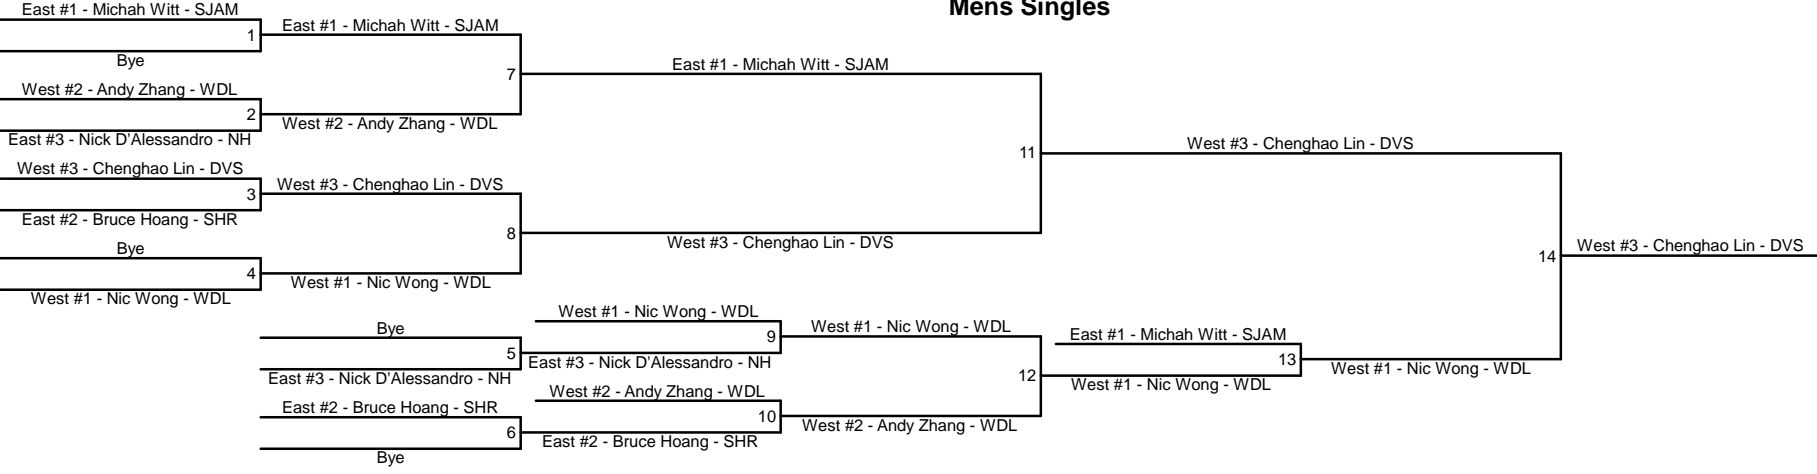 Mens Singles
East #1 - Michah Witt - SJAM
1
Bye
East #1 - Michah Witt - SJAM
West #2 - Andy Zhang - WDL
2
East #3 - Nick D'Alessandro - NH
7
West #2 - Andy Zhang - WDL
East #1 - Michah Witt - SJAM
West #3 - Chenghao Lin - DVS
3
East #2 - Bruce Hoang - SHR
West #3 - Chenghao Lin - DVS
Bye
4
West #1 - Nic Wong - WDL
8
West #1 - Nic Wong - WDL
West #3 - Chenghao Lin - DVS
11
West #3 - Chenghao Lin - DVS
14
West #3 - Chenghao Lin - DVS
Bye
5
East #3 - Nick D'Alessandro - NH
West #1 - Nic Wong - WDL
9
East #3 - Nick D'Alessandro - NH
West #1 - Nic Wong - WDL
East #2 - Bruce Hoang - SHR
6
Bye
West #2 - Andy Zhang - WDL
10
East #2 - Bruce Hoang - SHR
12
West #2 - Andy Zhang - WDL
East #1 - Michah Witt - SJAM
13
West #1 - Nic Wong - WDL
West #1 - Nic Wong - WDL